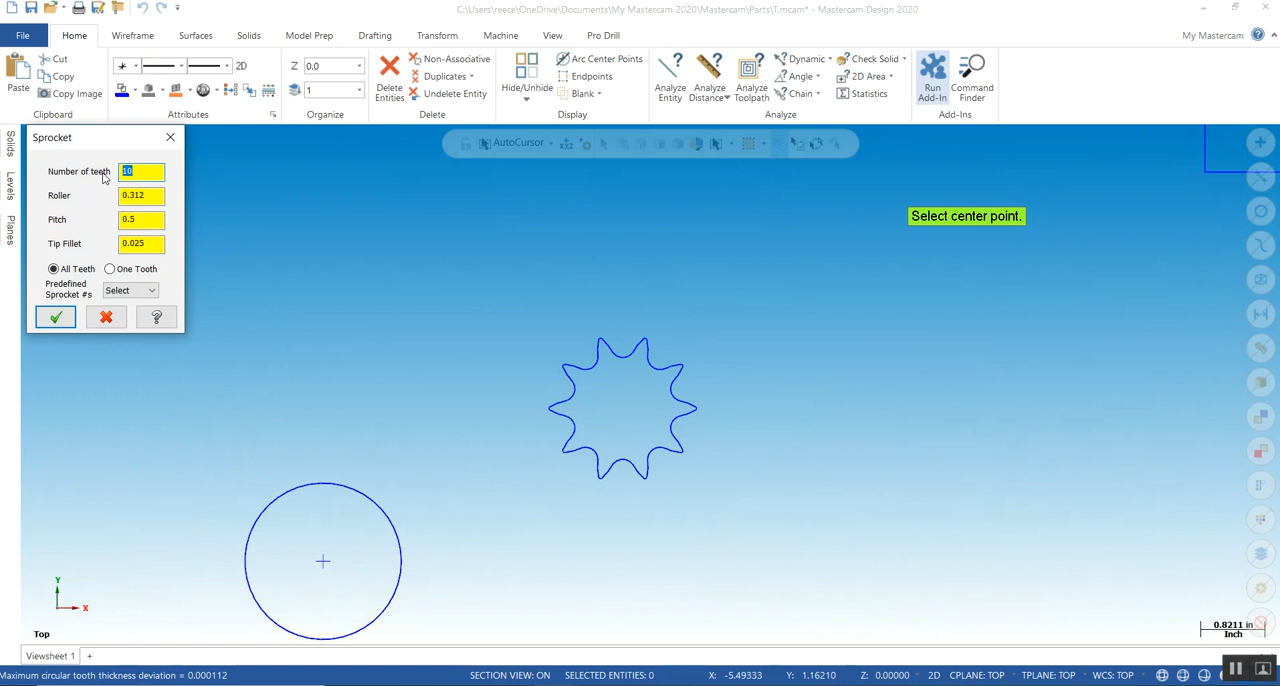 C:\Users\reece\OneDrive\Documents\My Mastercam 2020\Mastercam\Parts\T.mcam* - Mastercam Design 2020
File Home Wireframe Surfaces Solids Model Prep Drafting Transform Machine View Pro Drill My Mastercam
Paste
Cut
Copy
Copy Image
Clipboard
2D
Attributes
Z 0.0
1
Organize
Delete Entities
Non-Associative
Duplicates
Undelete Entity
Delete
Hide/Unhide
Arc Center Points
Endpoints
Blank
Display
Analyze Entity
Analyze Distance
Analyze Toolpath
Dynamic
Angle
Chain
Check Solid
2D Area
Statistics
Analyze
Run Add-In
Command Finder
Add-Ins
Solids
Levels
Planes
Sprocket
Number of teeth 10
Roller 0.312
Pitch 0.5
Tip Fillet 0.025
All Teeth One Tooth
Predefined Sprocket #s Select
AutoCursor
Select center point.
Y
X
Top
0.8211 in
Inch
Viewsheet 1 +
Maximum circular tooth thickness deviation = 0.000112 SECTION VIEW: ON SELECTED ENTITIES: 0 X: -5.49333 Y: 1.16210 Z: 0.00000 2D CPLANE: TOP TPLANE: TOP WCS: TOP